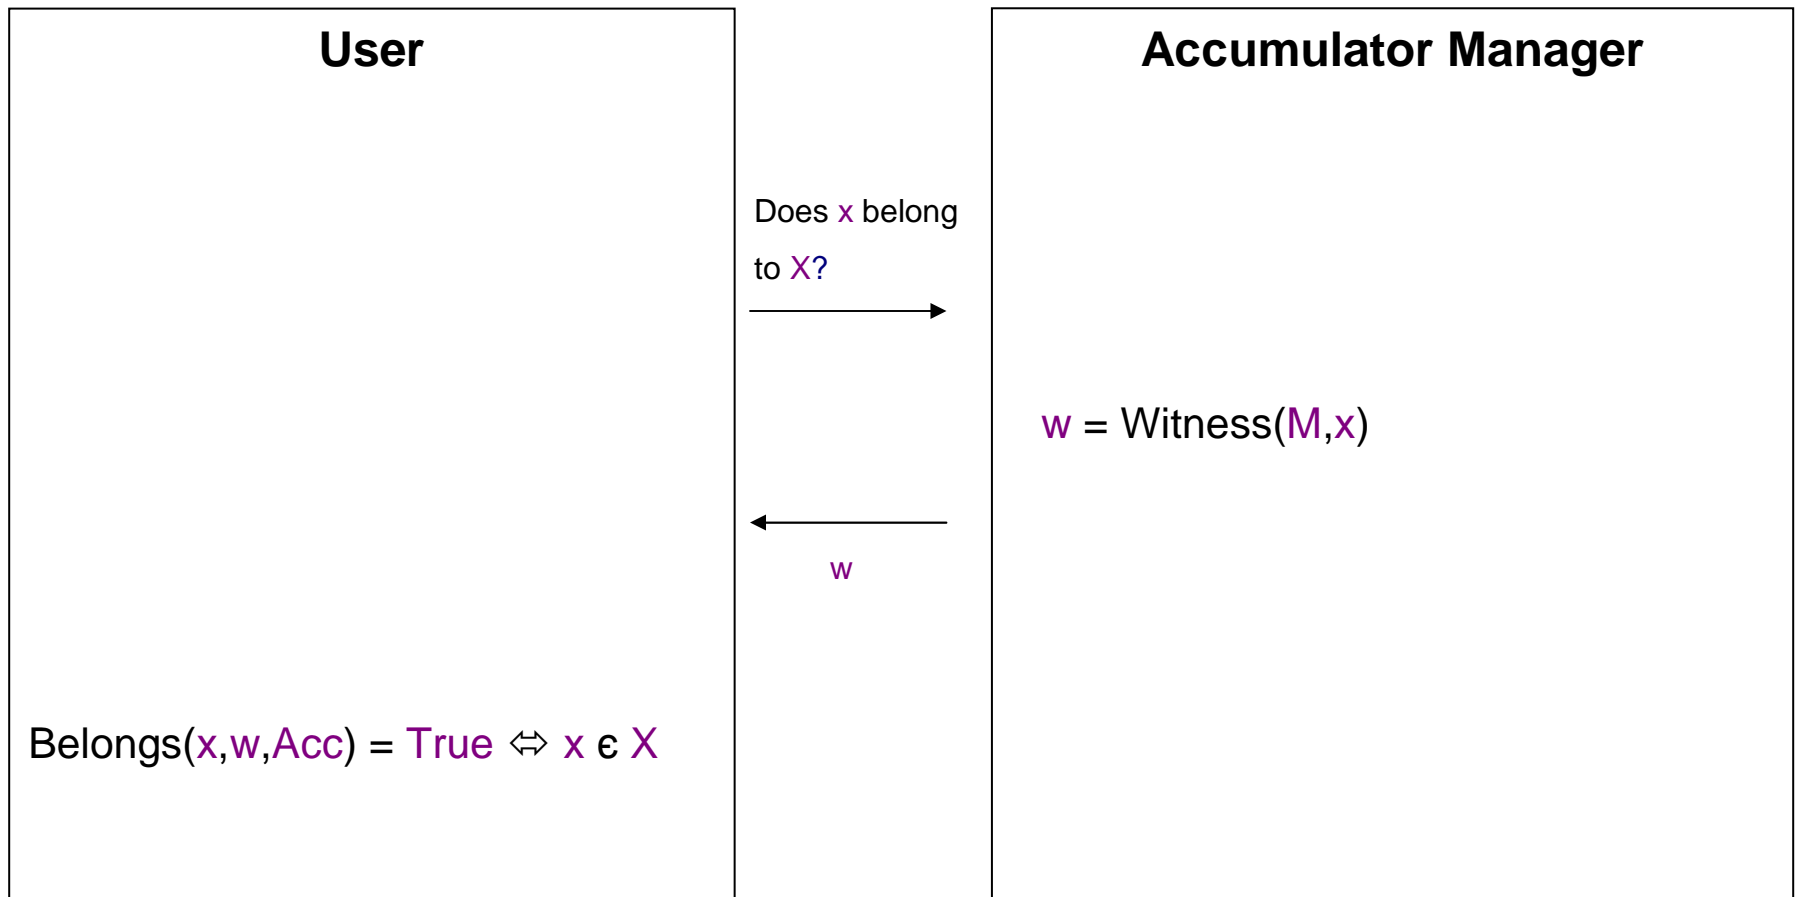 User
Accumulator Manager
Does x belong
to X?
w = Witness(M,x)
w
Belongs(x,w,Acc) = True ⇔ x є X